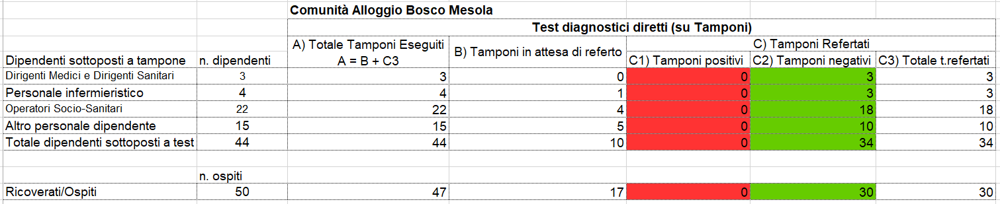 Comunità Alloggio Bosco Mesola
Test diagnostici diretti (su Tamponi)
A) Totale Tamponi Eseguiti
A = B + C3
B) Tamponi in attesa di referto
C) Tamponi Refertati
Dipendenti sottoposti a tampone n. dipendenti C1) Tamponi positivi C2) Tamponi negativi C3) Totale t.refertati
Dirigenti Medici e Dirigenti Sanitari 3 3 0 0 3 3
Personale infermieristico 4 4 1 0 3 3
Operatori Socio-Sanitari 22 22 4 0 18 18
Altro personale dipendente 15 15 5 0 10 10
Totale dipendenti sottoposti a test 44 44 10 0 34 34
n. ospiti
Ricoverati/Ospiti 50 47 17 0 30 30